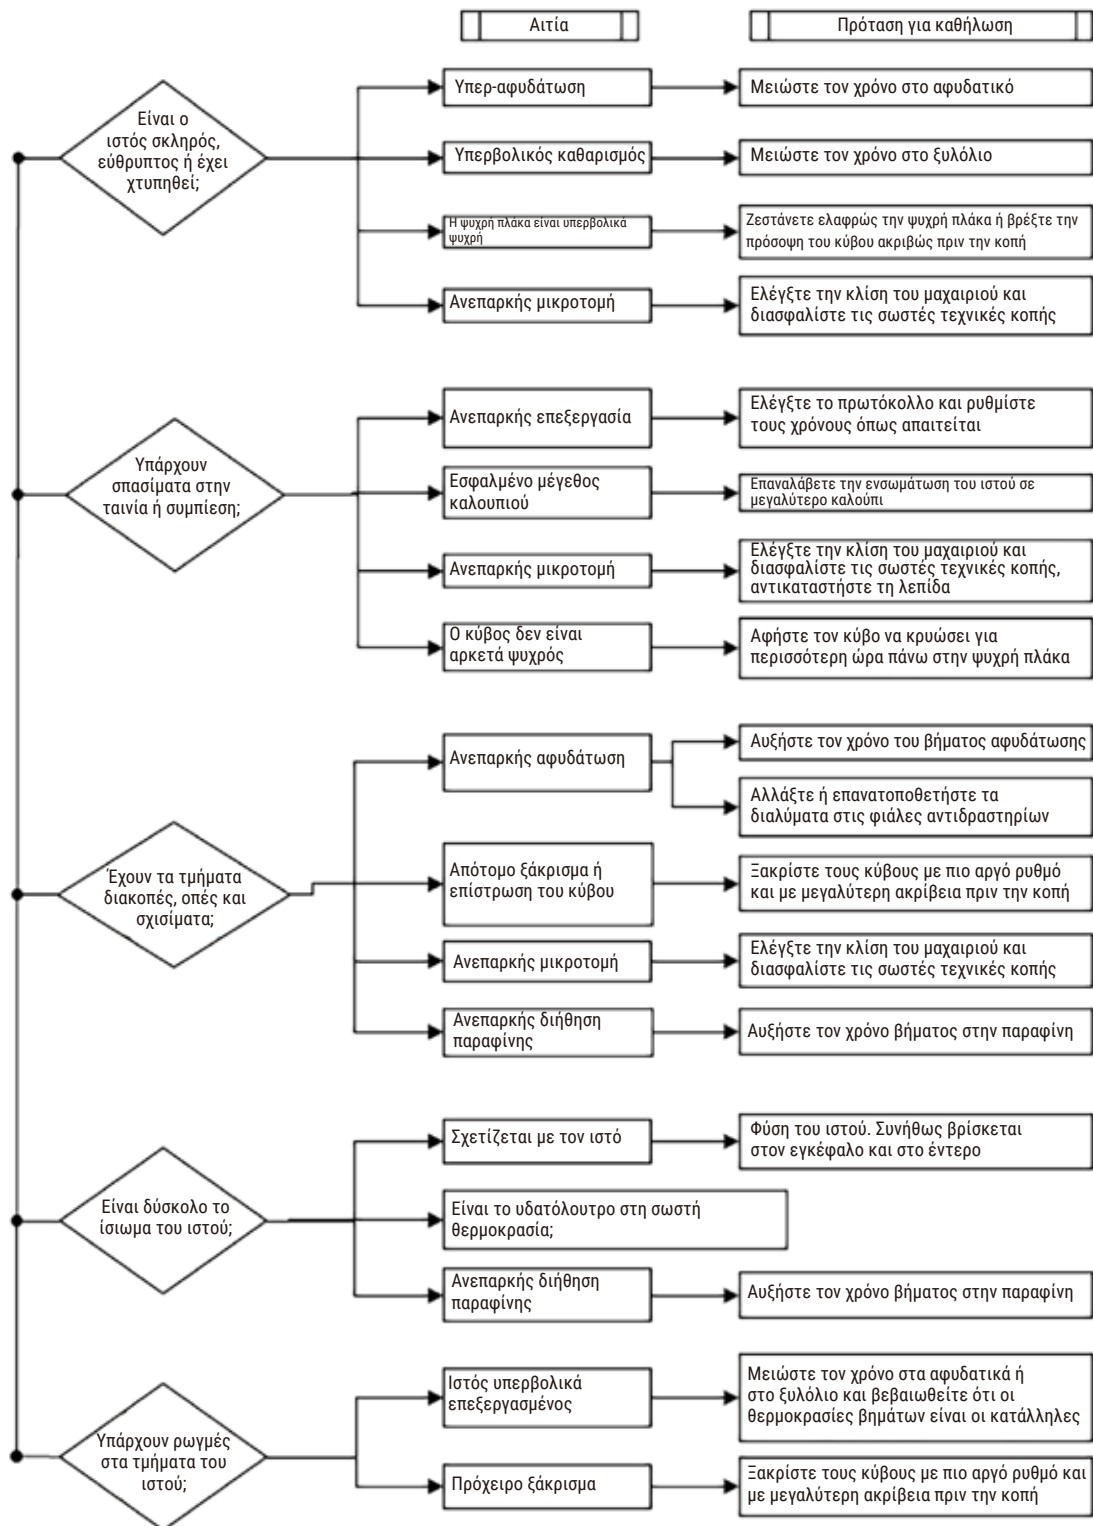 Αιτία
Πρόταση για καθήλωση
Είναι ο
ιστός σκληρός,
εύθρυπτος ή έχει
χτυπηθεί;
Υπερ-αφυδάτωση
Μειώστε τον χρόνο στο αφυδατικό
Υπερβολικός καθαρισμός
Μειώστε τον χρόνο στο ξυλόλιο
Η ψυχρή πλάκα είναι υπερβολικά
ψυχρή
Ζεστάνετε ελαφρώς την ψυχρή πλάκα ή βρέξτε την
πρόσοψη του κύβου ακριβώς πριν την κοπή
Ανεπαρκής μικροτομή
Ελέγξτε την κλίση του μαχαιριού και
διασφαλίστε τις σωστές τεχνικές κοπής
Υπάρχουν
σπασίματα στην
ταινία ή συμπίεση;
Ανεπαρκής επεξεργασία
Ελέγξτε το πρωτόκολλο και ρυθμίστε
τους χρόνους όπως απαιτείται
Εσφαλμένο μέγεθος
καλουπιού
Επαναλάβετε την ενσωμάτωση του ιστού σε
μεγαλύτερο καλούπι
Ανεπαρκής μικροτομή
Ελέγξτε την κλίση του μαχαιριού και
διασφαλίστε τις σωστές τεχνικές κοπής,
αντικαταστήστε τη λεπίδα
Ο κύβος δεν είναι
αρκετά ψυχρός
Αφήστε τον κύβο να κρυώσει για
περισσότερη ώρα πάνω στην ψυχρή πλάκα
Έχουν τα τμήματα
διακοπές, οπές και
σχισίματα;
Ανεπαρκής αφυδάτωση
Αυξήστε τον χρόνο του βήματος αφυδάτωσης
Αλλάξτε ή επανατοποθετήστε τα
διαλύματα στις φιάλες αντιδραστηρίων
Απότομο ξάκρισμα ή
επίστρωση του κύβου
Ξακρίστε τους κύβους με πιο αργό ρυθμό
και με μεγαλύτερη ακρίβεια πριν την κοπή
Ανεπαρκής μικροτομή
Ελέγξτε την κλίση του μαχαιριού και
διασφαλίστε τις σωστές τεχνικές κοπής
Ανεπαρκής διήθηση
παραφίνης
Αυξήστε τον χρόνο βήματος στην παραφίνη
Είναι δύσκολο το
ίσιωμα του ιστού;
Σχετίζεται με τον ιστό
Φύση του ιστού. Συνήθως βρίσκεται
στον εγκέφαλο και στο έντερο
Είναι το υδατόλουτρο στη σωστή
θερμοκρασία;
Ανεπαρκής διήθηση
παραφίνης
Αυξήστε τον χρόνο βήματος στην παραφίνη
Υπάρχουν ρωγμές
στα τμήματα του
ιστού;
Ιστός υπερβολικά
επεξεργασμένος
Μειώστε τον χρόνο στα αφυδατικά ή
στο ξυλόλιο και βεβαιωθείτε ότι οι
θερμοκρασίες βημάτων είναι οι κατάλληλες
Πρόχειρο ξάκρισμα
Ξακρίστε τους κύβους με πιο αργό ρυθμό και
με μεγαλύτερη ακρίβεια πριν την κοπή